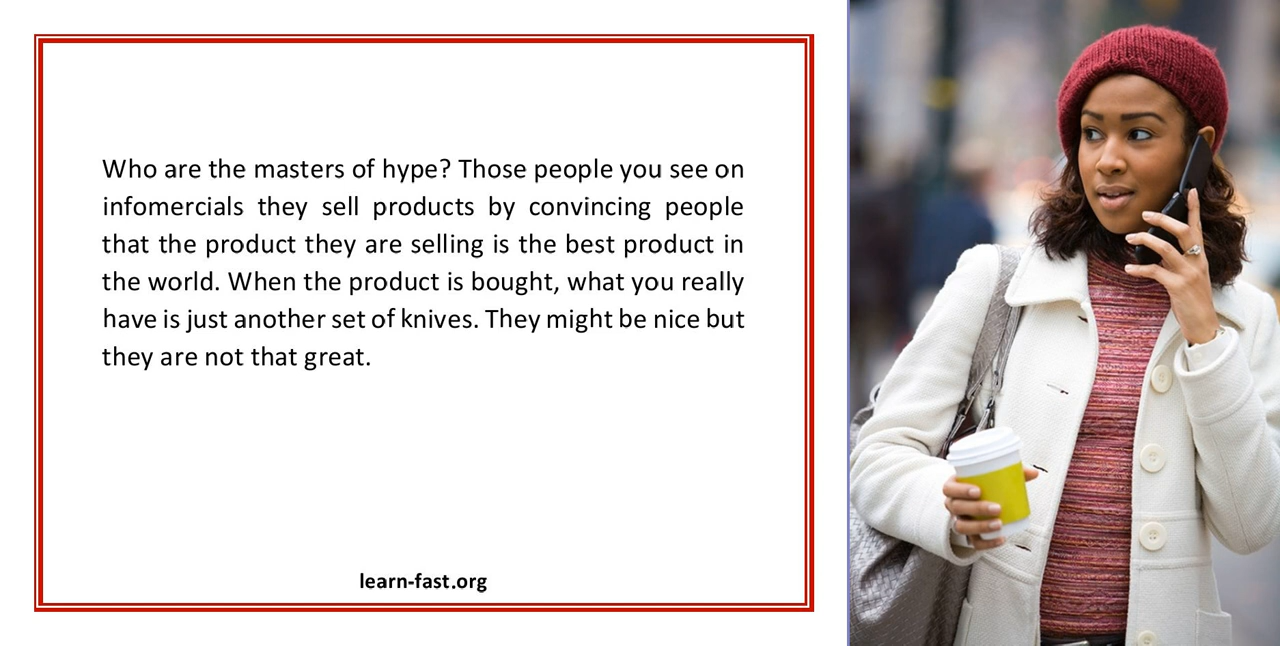 Who are the masters of hype? Those people you see on
infomercials they sell products by convincing people
that the product they are selling is the best product in
the world. When the product is bought, what you really
have is just another set of knives. They might be nice but
they are not that great.
learn-fast.org